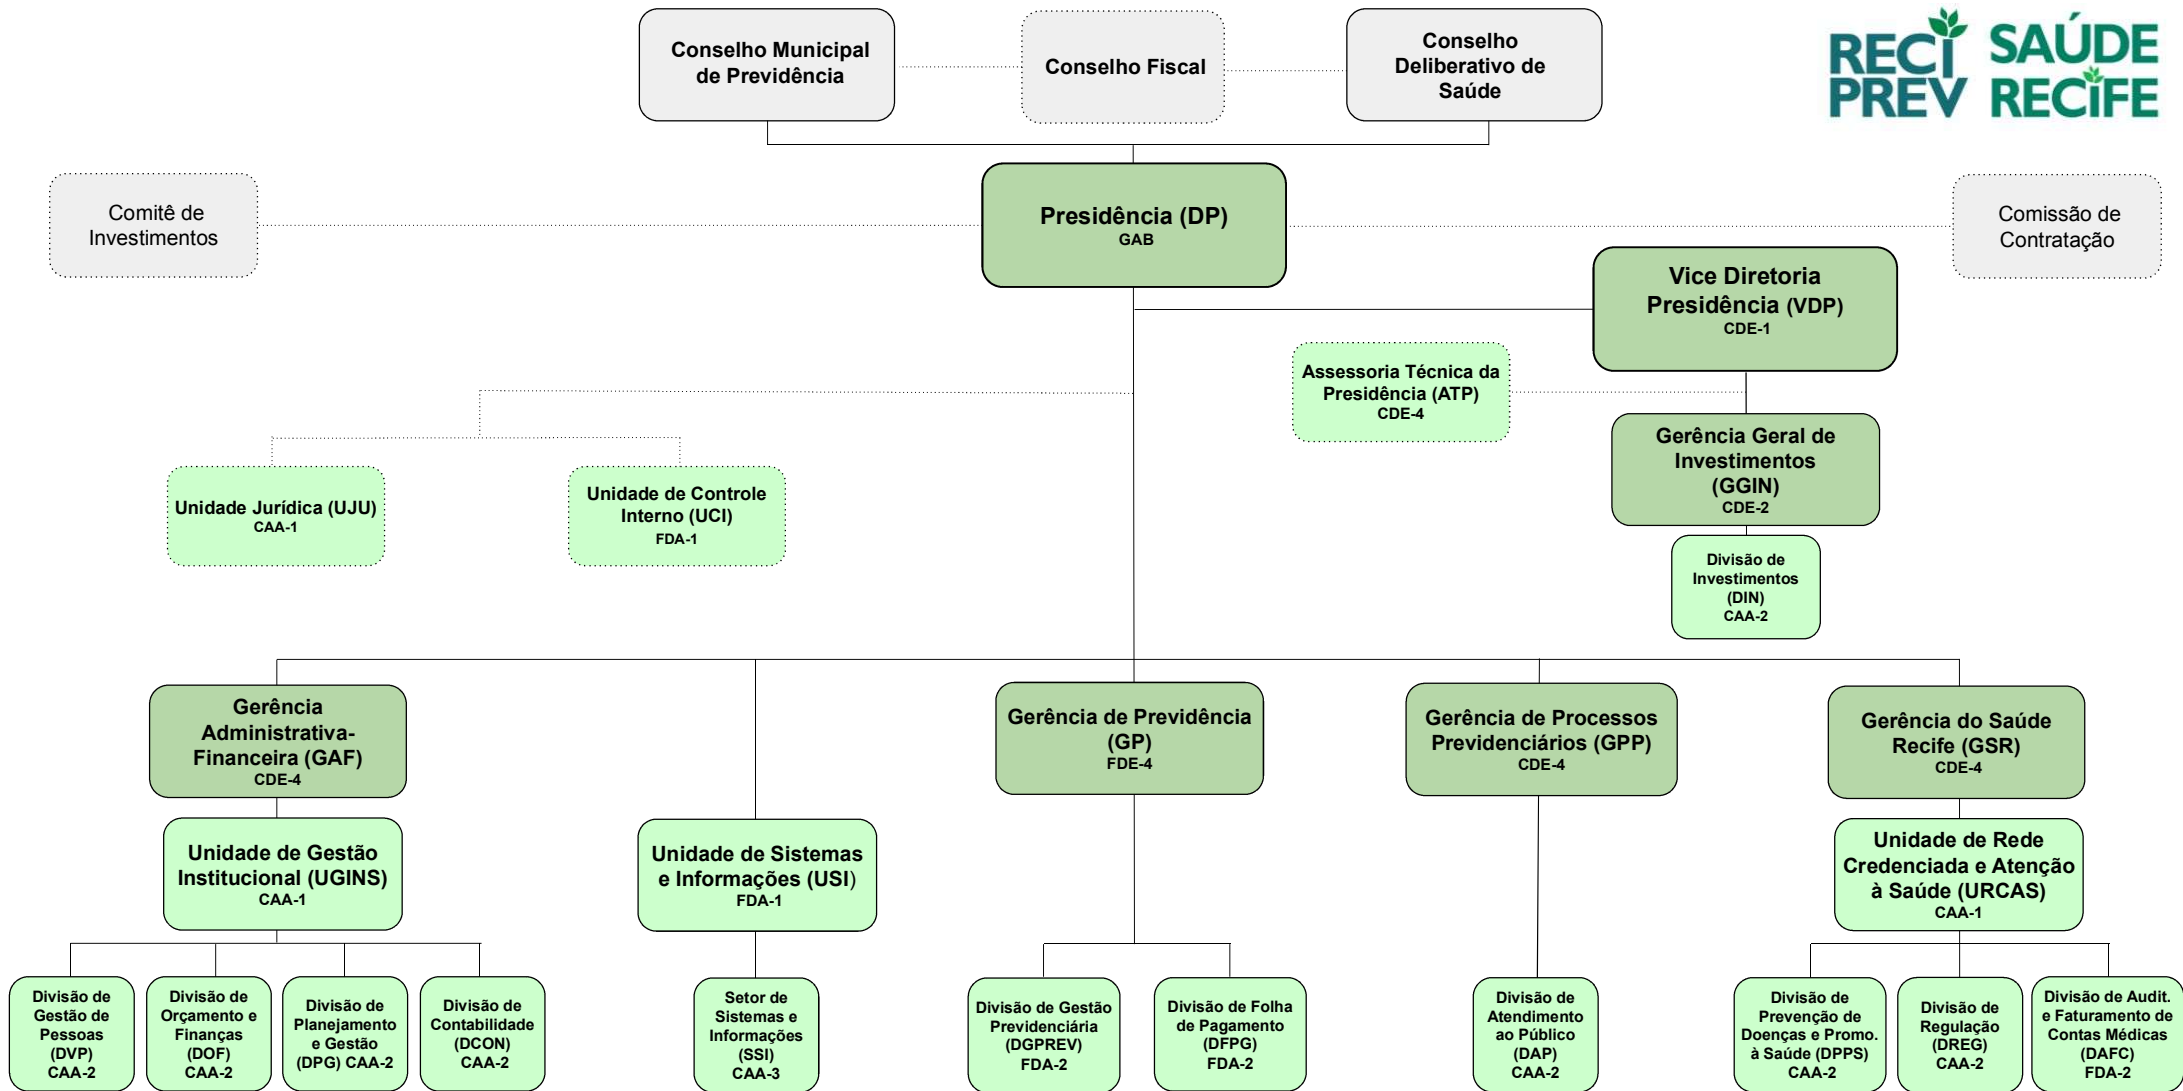 Conselho Municipal
de Previdência
Conselho Fiscal
Conselho
Deliberativo de
Saúde
RECI
PREV
SAÚDE
RECIFE
Comitê de
Investimentos
Presidência (DP)
GAB
Comissão de
Contratação
Vice Diretoria
Presidência (VDP)
CDE-1
Assessoria Técnica da
Presidência (ATP)
CDE-4
Gerência Geral de
Investimentos
(GGIN)
CDE-2
Unidade Jurídica (UJU)
CAA-1
Unidade de Controle
Interno (UCI)
FDA-1
Divisão de
Investimentos
(DIN)
CAA-2
Gerência
Administrativa-
Financeira (GAF)
CDE-4
Gerência de Previdência
(GP)
FDE-4
Gerência de Processos
Previdenciários (GPP)
CDE-4
Gerência do Saúde
Recife (GSR)
CDE-4
Unidade de Gestão
Institucional (UGINS)
CAA-1
Unidade de Sistemas
e Informações (USI)
FDA-1
Unidade de Rede
Credenciada e Atenção
à Saúde (URCAS)
CAA-1
Divisão de
Gestão de
Pessoas
(DVP)
CAA-2
Divisão de
Orçamento e
Finanças
(DOF)
CAA-2
Divisão de
Planejamento
e Gestão
(DPG) CAA-2
Divisão de
Contabilidade
(DCON)
CAA-2
Setor de
Sistemas e
Informações
(SSI)
CAA-3
Divisão de Gestão
Previdenciária
(DGPREV)
FDA-2
Divisão de Folha
de Pagamento
(DFPG)
FDA-2
Divisão de
Atendimento
ao Público
(DAP)
CAA-2
Divisão de
Prevenção de
Doenças e Promo.
à Saúde (DPPS)
CAA-2
Divisão de
Regulação
(DREG)
CAA-2
Divisão de Audit.
e Faturamento de
Contas Médicas
(DAFC)
FDA-2